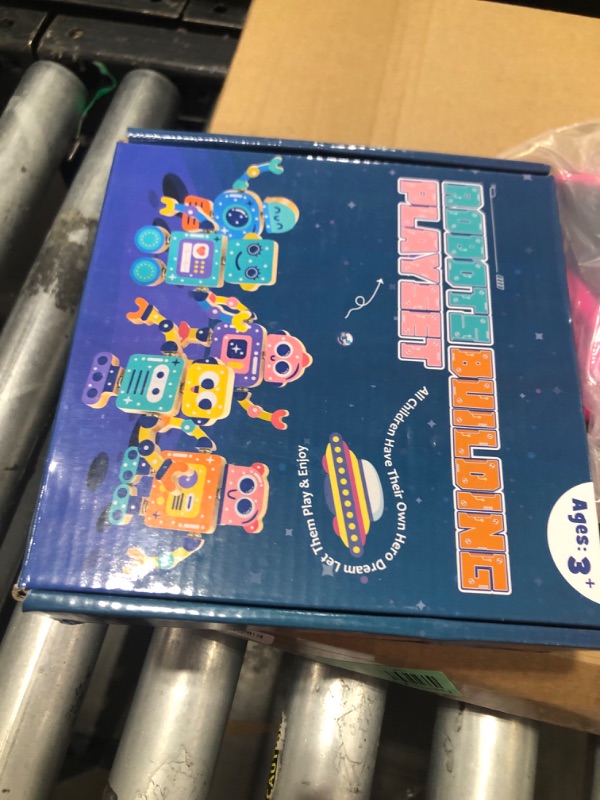 ROBOTS BUILDING
PLAYSET
Ages: 3+
All Children Have Their Own Hero Dream Let Them Play & Enjoy